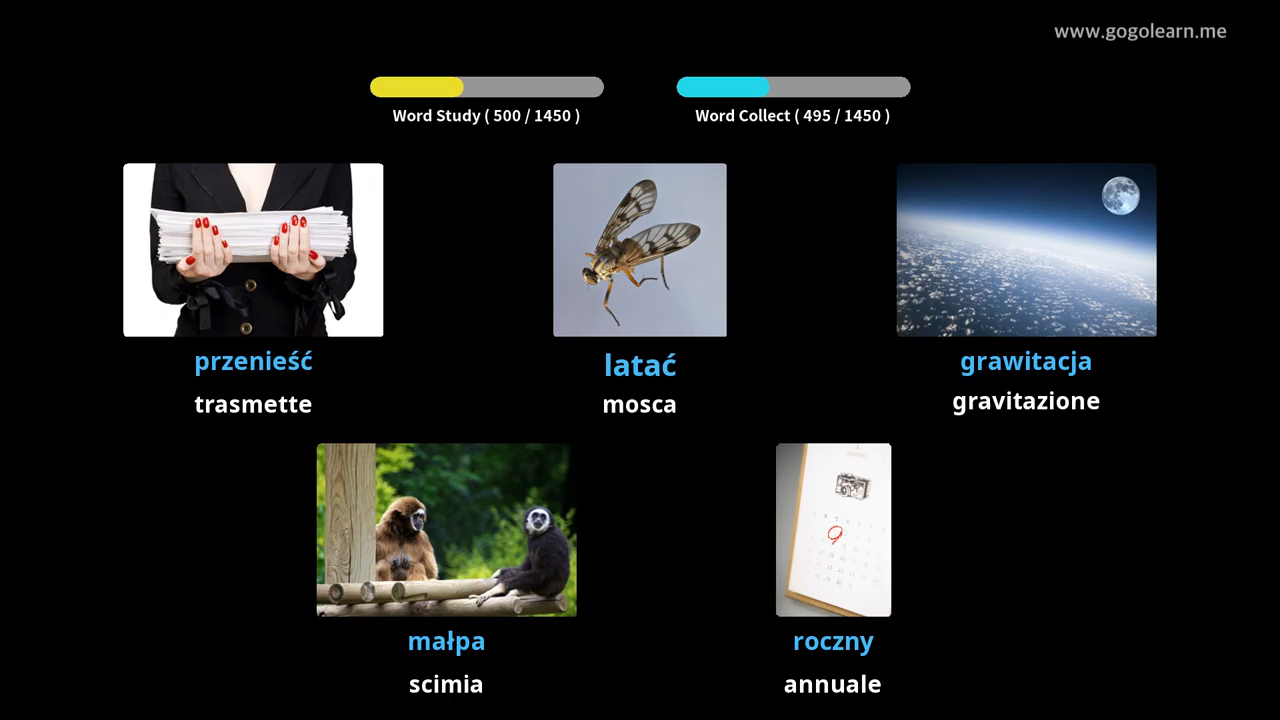 www.gogolearn.me
Word Study ( 500 / 1450 )
Word Collect ( 495 / 1450 )
przenieść
trasmette
latać
mosca
grawitacja
gravitazione
małpa
scimia
roczny
annuale